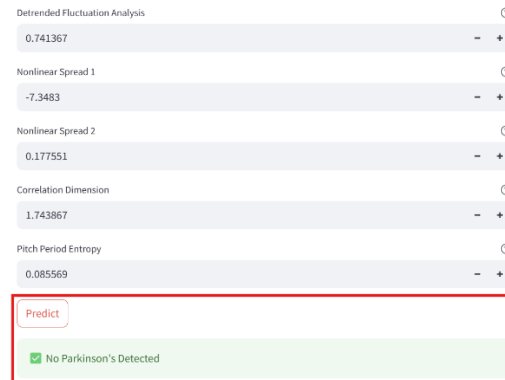 Detrended Fluctuation Analysis
0.741367
Nonlinear Spread 1
-7.3483
Nonlinear Spread 2
0.177551
Correlation Dimension
1.743867
Pitch Period Entropy
0.085569
Predict
No Parkinson's Detected